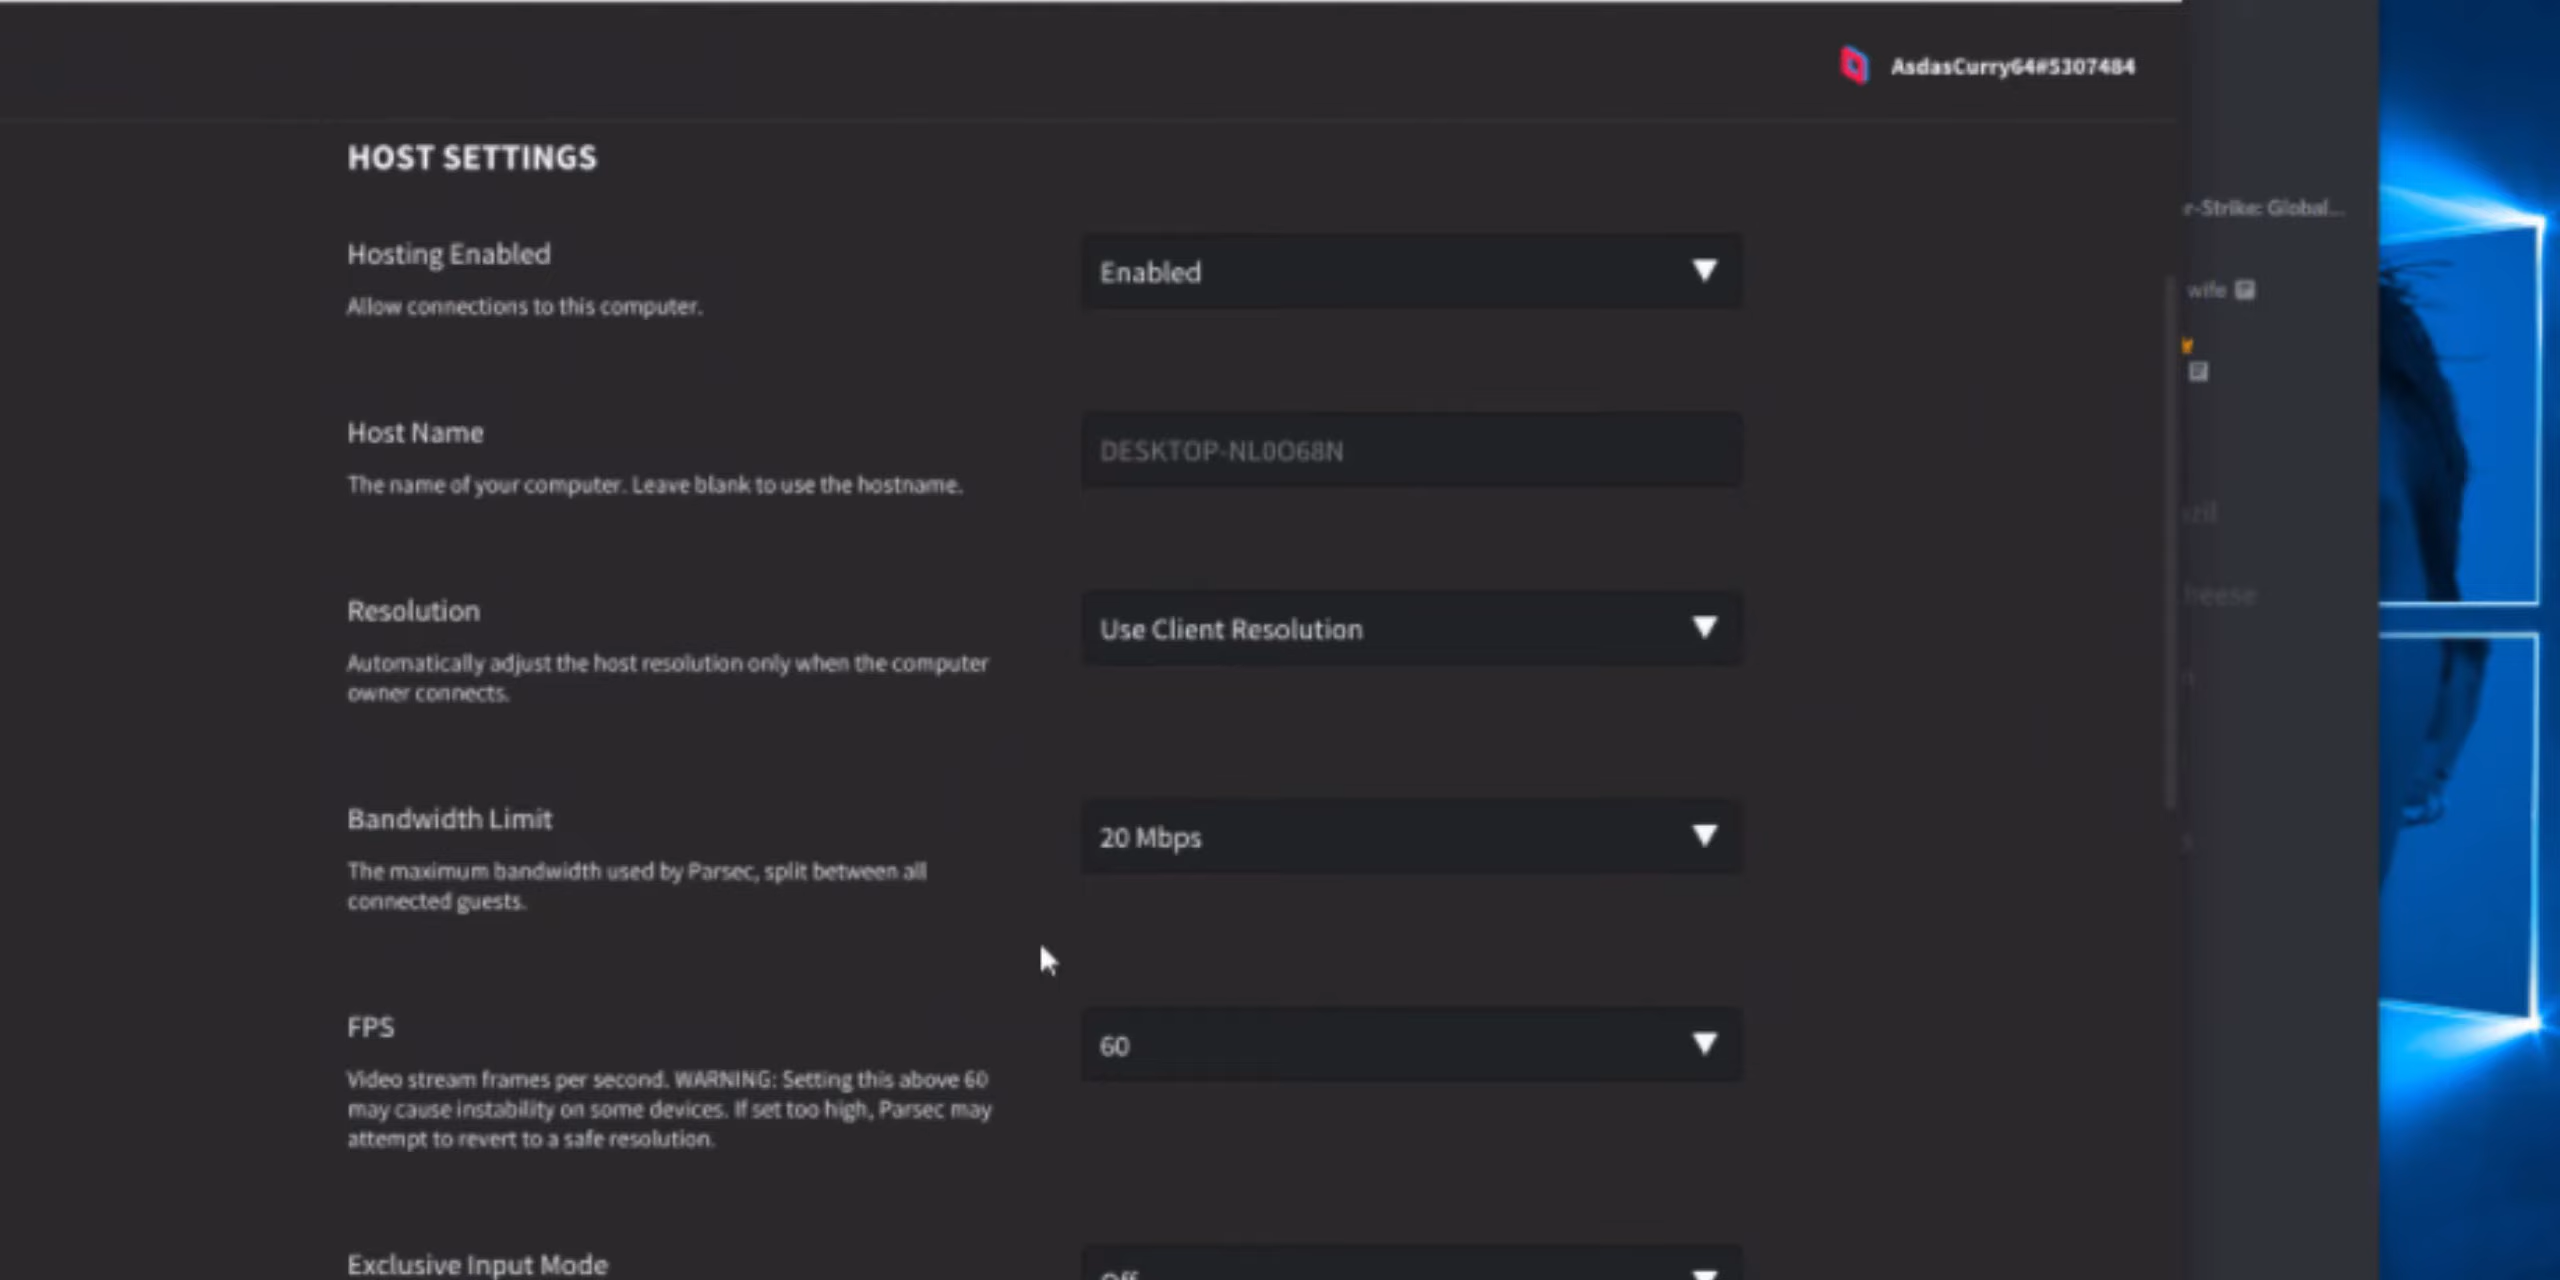 AsdasCurry64#5307484
HOST SETTINGS
Hosting Enabled
Enabled
Allow connections to this computer.
Host Name
DESKTOP-NL0O68N
The name of your computer. Leave blank to use the hostname.
Resolution
Use Client Resolution
Automatically adjust the host resolution only when the computer
owner connects.
Bandwidth Limit
20 Mbps
The maximum bandwidth used by Parsec, split between all
connected guests.
FPS
60
Video stream frames per second. WARNING: Setting this above 60
may cause instability on some devices. If set too high, Parsec may
attempt to revert to a safe resolution.
Exclusive Input Mode
Off
r-Strike: Global...
wife
heese